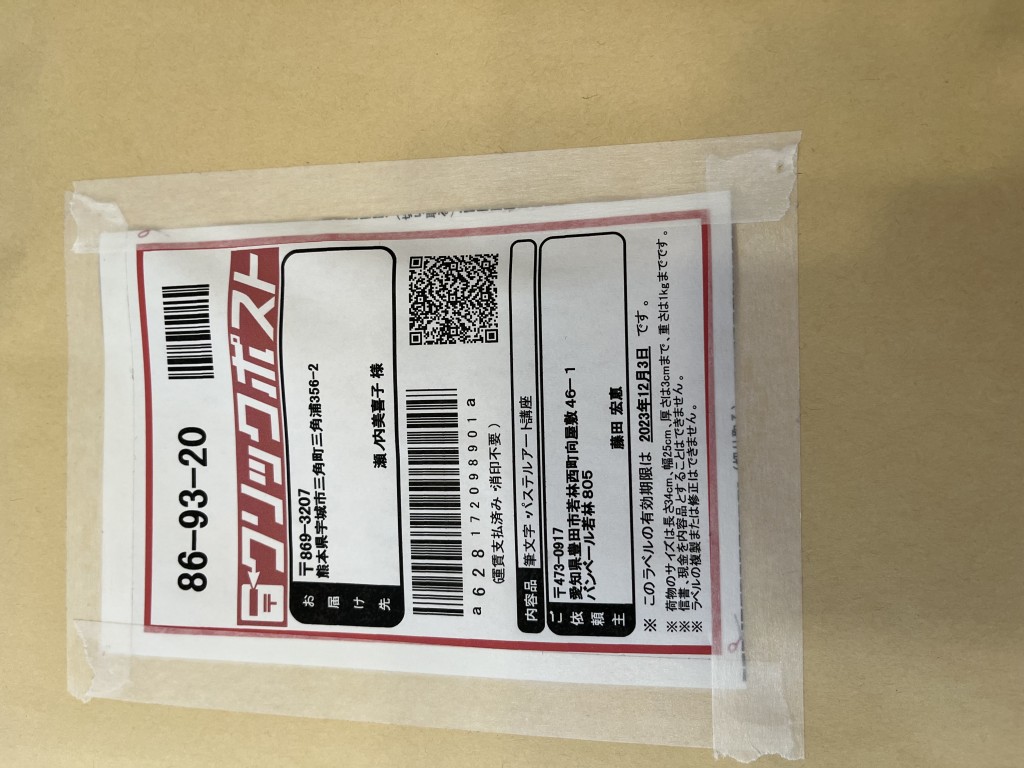 86-93-20
クリックポスト
お届け先
〒869-3207
熊本県宇城市三角町三角浦356-2
瀬ノ内美喜子 様
a628172098901a
(運賃支払済み・消印不要)
内容品 筆文字・パステルアート講座
ご依頼主
〒473-0917
愛知県豊田市若林西町向屋敷46-1
バンベール若林805
藤田 宏恵
※ このラベルの有効期限は 2023年12月3日 です。
※ 荷物のサイズは長さ34cm、幅25cm、厚さは3cmまで、重さは1kgまでです。
※ 信書、現金を内容品とすることはできません。
※ ラベルの複製または修正はできません。